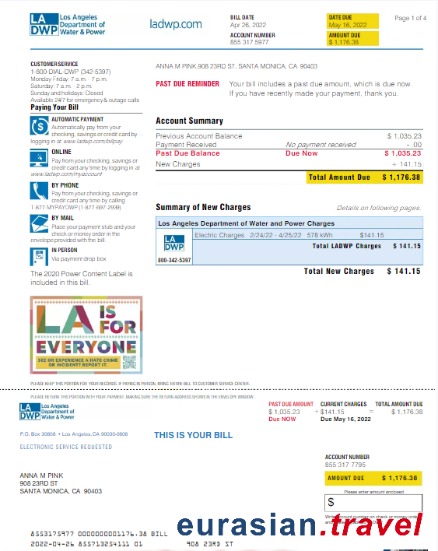 LA
DWP
Los Angeles
Department of
Water & Power
ladwp.com
BILL DATE
Apr 26, 2022
ACCOUNT NUMBER
855 317 5977
DATE DUE
May 16, 2022
AMOUNT DUE
$ 1,176.38
Page 1 of 4
CUSTOMER SERVICE
1-800-DIAL-DWP (342-5397)
Monday-Friday: 7 a.m. - 7 p.m.
Saturday: 7 a.m. - 2 p.m.
Sunday and holidays: Closed
Available 24/7 for emergency & outage calls
Paying Your Bill
AUTOMATIC PAYMENT
Automatically pay from your
checking, savings or credit card by
logging in at www.ladwp.com/billpay
ONLINE
Pay from your checking, savings or
credit card any time by logging in at
www.ladwp.com/myaccount
BY PHONE
Pay from your checking, savings or
credit card any time by calling
1-877-MYPAYDWP (1-877-697-2939)
BY MAIL
Place your payment stub and your
check or money order in the
envelope provided with the bill.
IN PERSON
Via payment drop box
The 2020 Power Content Label is
included in this bill.
LA IS
FOR
EVERYONE
SEE OR EXPERIENCE A HATE CRIME
OR INCIDENT? REPORT IT.
ANNA M PINK, 908 23RD ST, SANTA MONICA, CA 90403
PAST DUE REMINDER Your bill includes a past due amount, which is due now.
If you have recently made your payment, thank you.
Account Summary
Previous Account Balance $ 1,035.23
Payment Received No payment received - .00
Past Due Balance Due Now $ 1,035.23
New Charges + 141.15
Total Amount Due $ 1,176.38
Summary of New Charges Details on following pages.
Los Angeles Department of Water and Power Charges
LA
DWP
800-342-5397
Electric Charges 2/24/22 - 4/25/22 578 kWh $141.15
Total LADWP Charges $ 141.15
Total New Charges $ 141.15
PLEASE KEEP THIS PORTION FOR YOUR RECORDS. IF PAYING IN PERSON, BRING ENTIRE BILL TO CUSTOMER SERVICE CENTER.
PLEASE RETURN THIS PORTION WITH YOUR PAYMENT, MAKING SURE THE RETURN ADDRESS SHOWS IN THE ENVELOPE WINDOW.
LA
DWP
Los Angeles
Department of
Water & Power
P.O. Box 30808 • Los Angeles, CA 90030-0808
ELECTRONIC SERVICE REQUESTED
THIS IS YOUR BILL
PAST DUE AMOUNT CURRENT CHARGES TOTAL AMOUNT DUE
$ 1,035.23 + $141.15 = $ 1,176.38
Due NOW Due May 16, 2022
ACCOUNT NUMBER
855 317 7795
AMOUNT DUE $ 1,176.38
Please enter amount enclosed
$
ANNA M PINK
908 23RD ST
SANTA MONICA, CA 90403
8553175977 000000001176.38 BILL
2022-04-26 855713254111 01 908 23RD ST
eurasian.travel